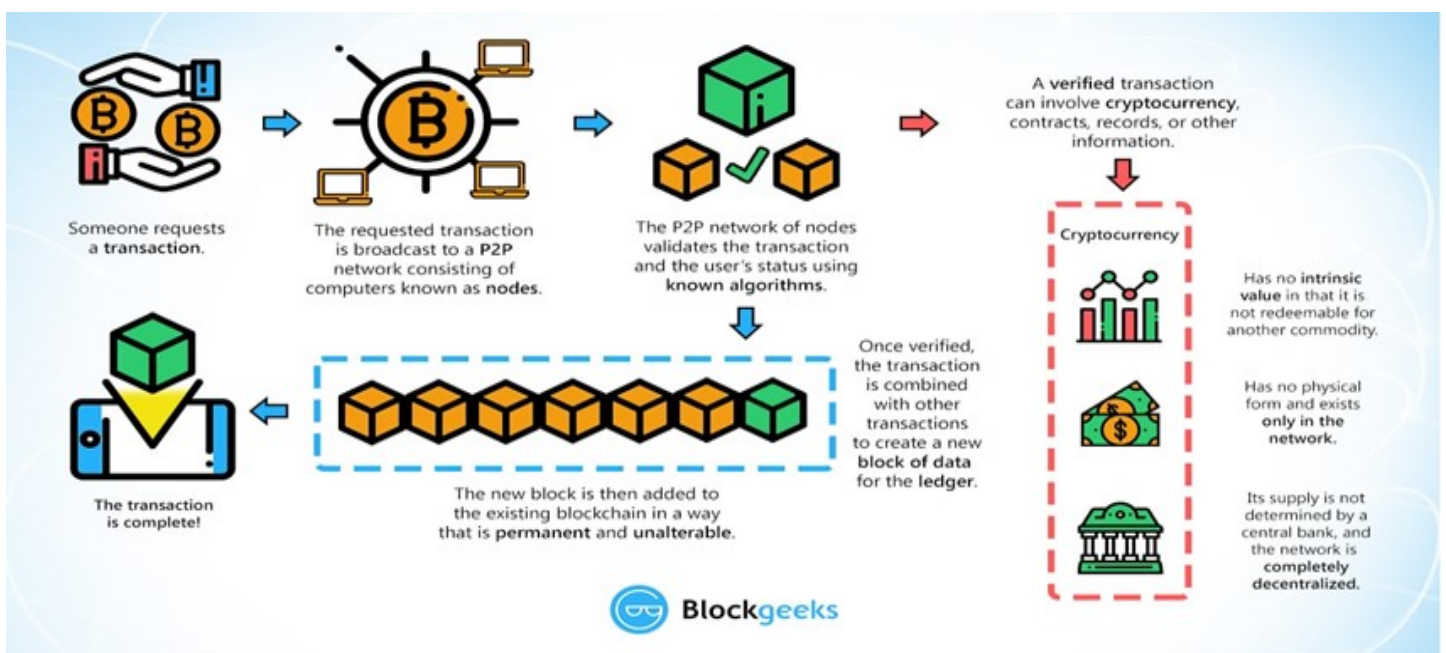 Someone requests
a transaction.
The requested transaction
is broadcast to a P2P
network consisting of
computers known as nodes.
The P2P network of nodes
validates the transaction
and the user's status using
known algorithms.
A verified transaction
can involve cryptocurrency,
contracts, records, or other
information.
Cryptocurrency
Has no intrinsic
value in that it is
not redeemable for
another commodity.
Has no physical
form and exists
only in the
network.
Its supply is not
determined by a
central bank, and
the network is
completely
decentralized.
Once verified,
the transaction
is combined
with other
transactions
to create a new
block of data
for the ledger.
The new block is then added to
the existing blockchain in a way
that is permanent and unalterable.
The transaction
is complete!
Blockgeeks